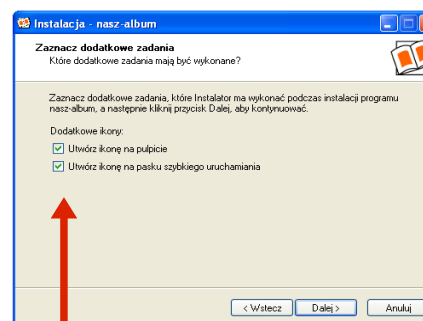 Instalacja - nasz-album
Zaznacz dodatkowe zadania
Które dodatkowe zadania mają być wykonane?
Zaznacz dodatkowe zadania, które Instalator ma wykonać podczas instalacji programu
nasz-album, a następnie kliknij przycisk Dalej, aby kontynuować.
Dodatkowe ikony:
Utwórz ikonę na pulpicie
Utwórz ikonę na pasku szybkiego uruchamiania
< Wstecz
Dalej >
Anuluj